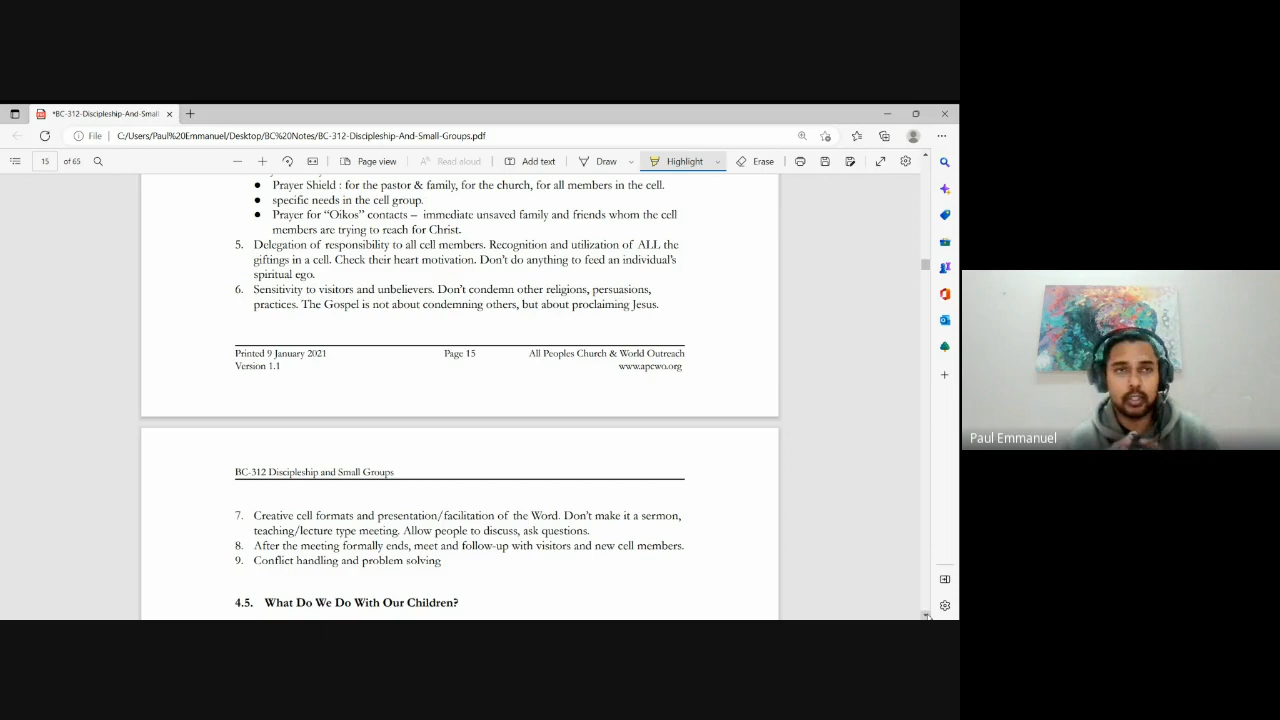 *BC-312-Discipleship-And-Small
File
C:/Users/Paul%20Emmanuel/Desktop/BC%20Notes/BC-312-Discipleship-And-Small-Groups.pdf
15 of 65
Page view
Read aloud
Add text
Draw
Highlight
Erase
● Prayer Shield : for the pastor & family, for the church, for all members in the cell.
● specific needs in the cell group.
● Prayer for “Oikos” contacts – immediate unsaved family and friends whom the cell
members are trying to reach for Christ.
5. Delegation of responsibility to all cell members. Recognition and utilization of ALL the
giftings in a cell. Check their heart motivation. Don’t do anything to feed an individual’s
spiritual ego.
6. Sensitivity to visitors and unbelievers. Don’t condemn other religions, persuasions,
practices. The Gospel is not about condemning others, but about proclaiming Jesus.
Printed 9 January 2021 Page 15 All Peoples Church & World Outreach
Version 1.1 www.apcwo.org
BC-312 Discipleship and Small Groups
7. Creative cell formats and presentation/facilitation of the Word. Don’t make it a sermon,
teaching/lecture type meeting. Allow people to discuss, ask questions.
8. After the meeting formally ends, meet and follow-up with visitors and new cell members.
9. Conflict handling and problem solving
4.5. What Do We Do With Our Children?
Paul Emmanuel